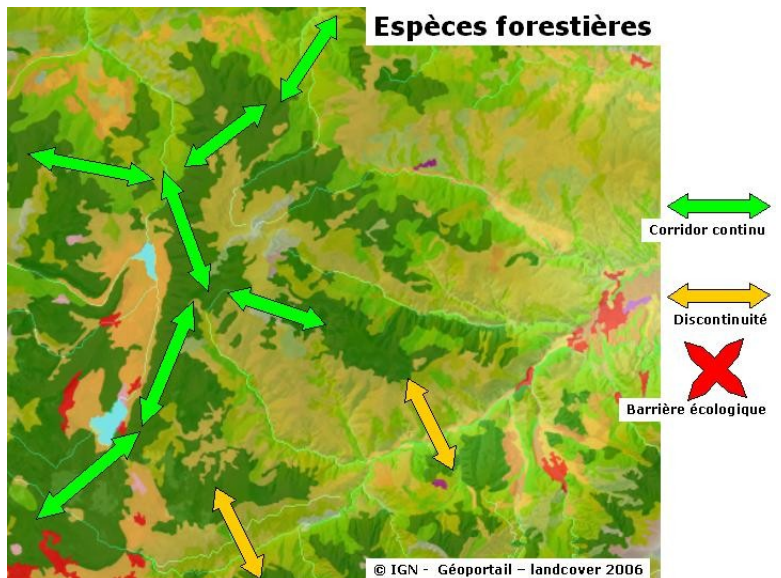 Espèces forestières
Corridor continu
Discontinuité
Barrière écologique
© IGN - Géoportail – landcover 2006